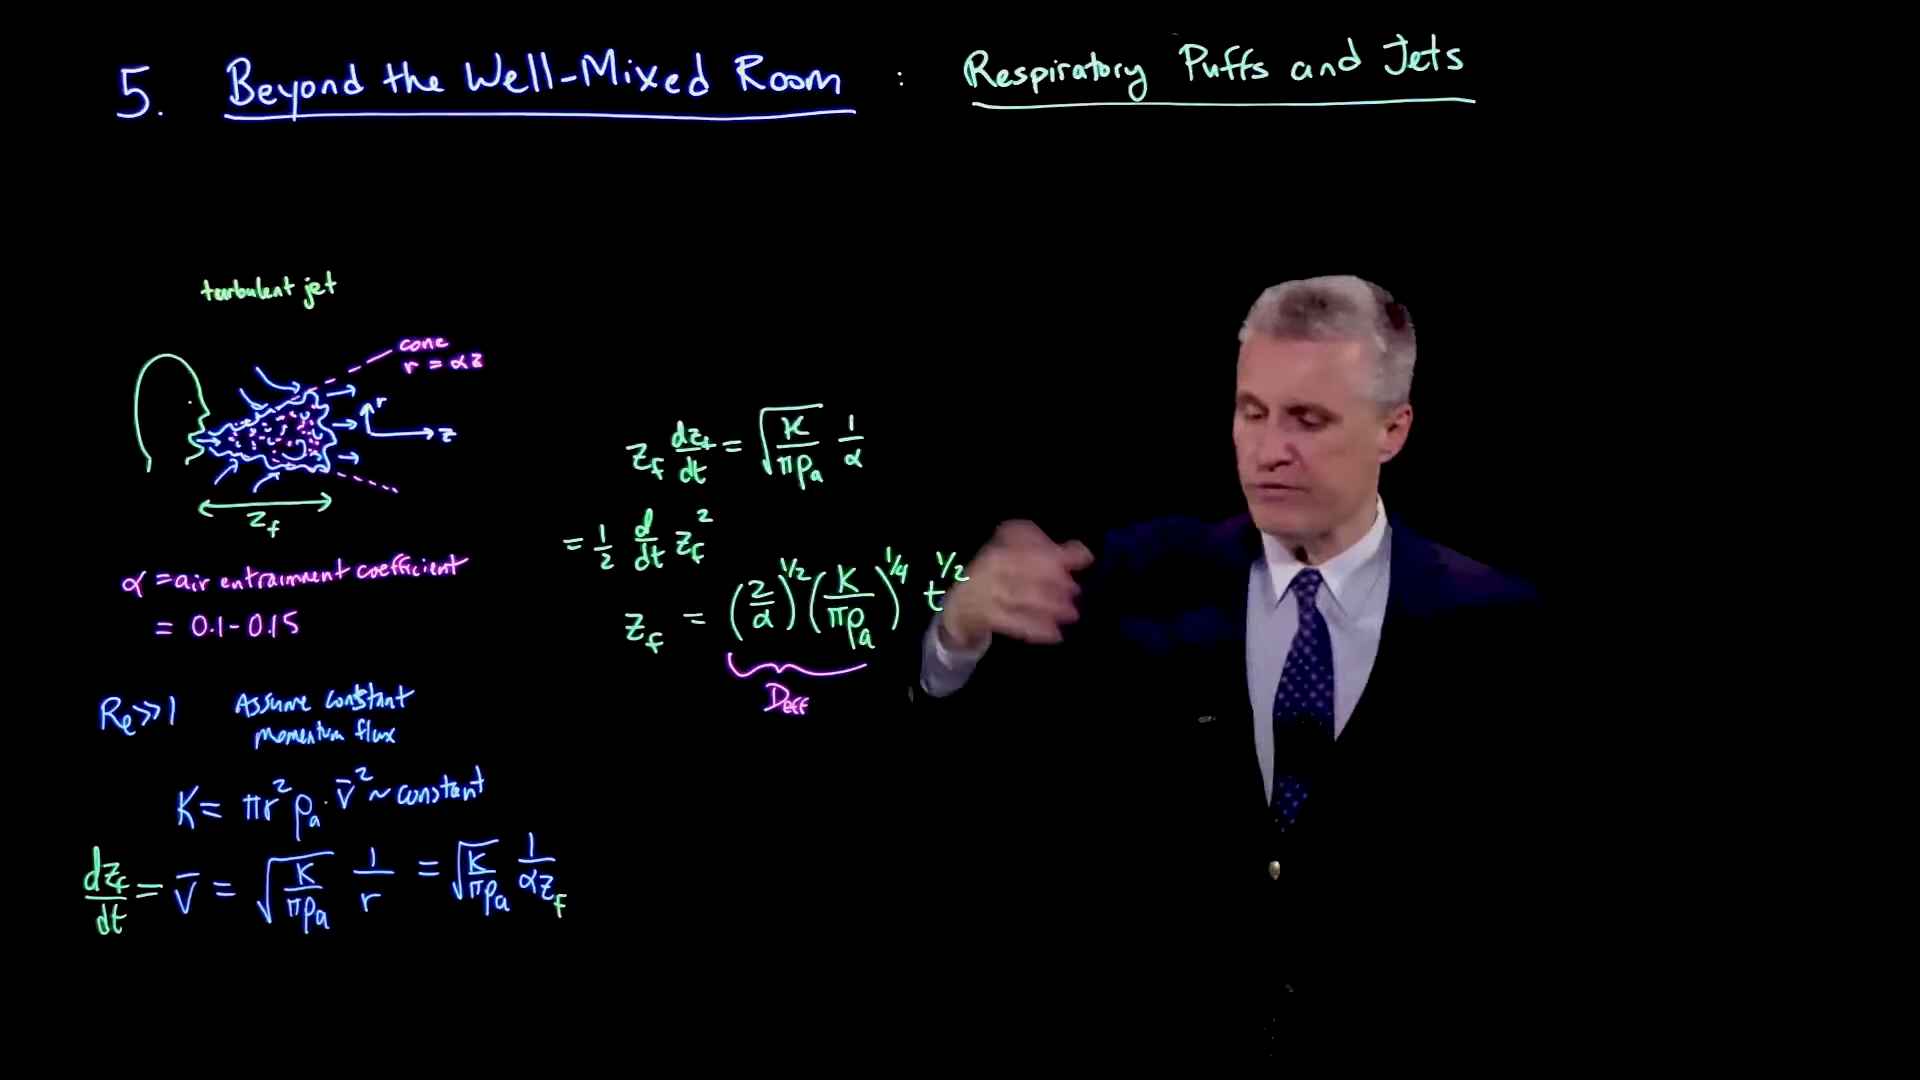 5. Beyond the Well-Mixed Room : Respiratory Puffs and Jets
turbulent jet
cone
r = αz
r
z
z_f
α = air entrainment coefficient
= 0.1-0.15
Re >> 1 Assume constant
momentum flux
K = πr² ρ_a · v̄² ~ constant
dz_f/dt = v̄ = √(K/πρ_a) 1/r = √(K/πρ_a) 1/αz_f
z_f dz_f/dt = √(K/πρ_a) 1/α
= 1/2 d/dt z_f²
z_f = (2/α)^1/2 (K/πρ_a)^1/4 t^1/2
D_eff